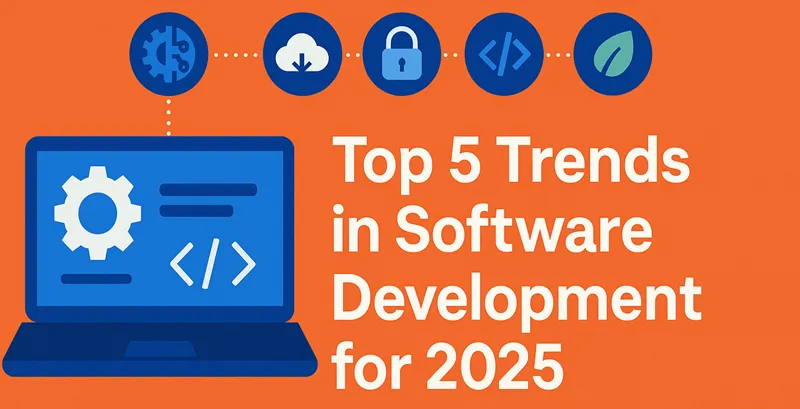 </>
</>
Top 5 Trends
in Software
Development
for 2025